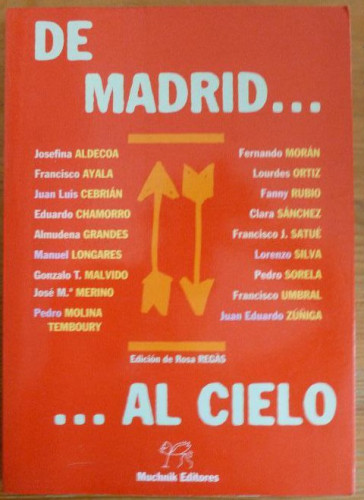 DE
MADRID...
Josefina ALDECOA
Francisco AYALA
Juan Luis CEBRIÁN
Eduardo CHAMORRO
Almudena GRANDES
Manuel LONGARES
Gonzalo T. MALVIDO
José M.ª MERINO
Pedro MOLINA
TEMBOURY
Fernando MORÁN
Lourdes ORTIZ
Fanny RUBIO
Clara SÁNCHEZ
Francisco J. SATUÉ
Lorenzo SILVA
Pedro SORELA
Francisco UMBRAL
Juan Eduardo ZÚÑIGA
Edición de Rosa REGÀS
...AL CIELO
Muchnik Editores